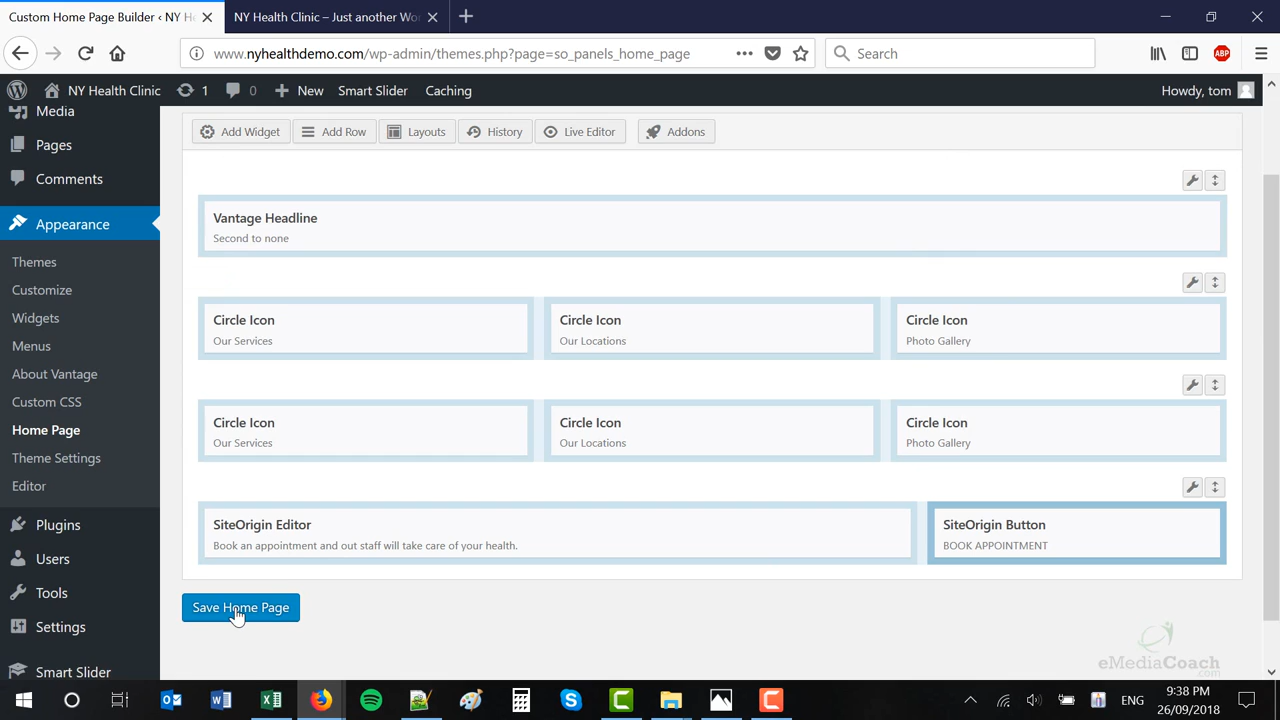 Custom Home Page Builder ‹ NY He
NY Health Clinic – Just another Wo
www.nyhealthdemo.com/wp-admin/themes.php?page=so_panels_home_page
Search
ABP
NY Health Clinic
1
0
New
Smart Slider
Caching
Howdy, tom
Media
Pages
Comments
Appearance
Themes
Customize
Widgets
Menus
About Vantage
Custom CSS
Home Page
Theme Settings
Editor
Plugins
Users
Tools
Settings
Smart Slider
Add Widget
Add Row
Layouts
History
Live Editor
Addons
Vantage Headline
Second to none
Circle Icon
Our Services
Circle Icon
Our Locations
Circle Icon
Photo Gallery
Circle Icon
Our Services
Circle Icon
Our Locations
Circle Icon
Photo Gallery
SiteOrigin Editor
Book an appointment and out staff will take care of your health.
SiteOrigin Button
BOOK APPOINTMENT
Save Home Page
eMediaCoach
.com
ENG
9:38 PM
26/09/2018